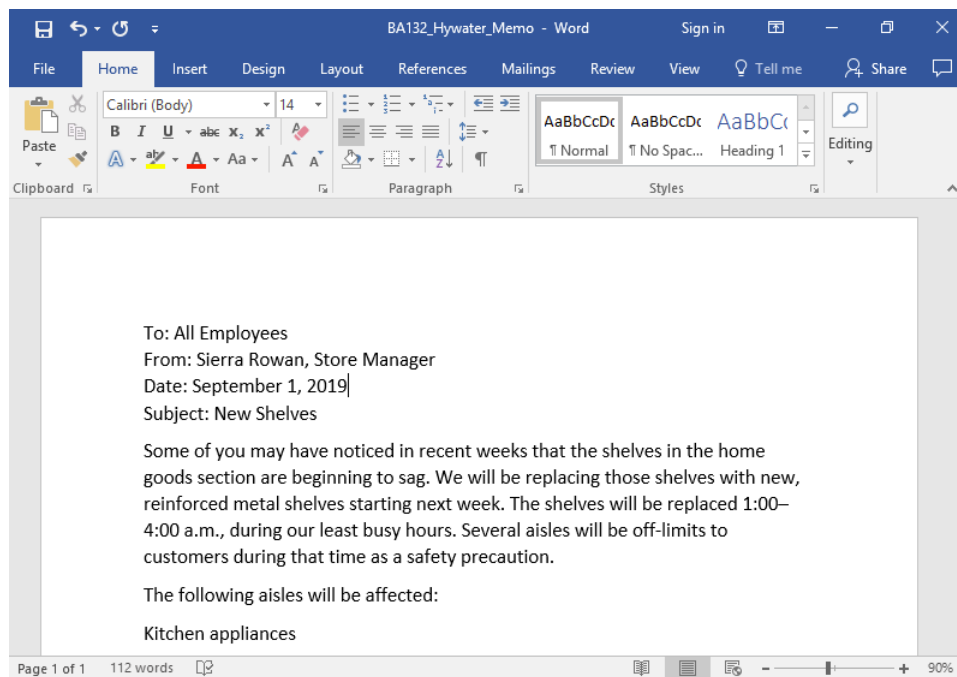 BA132_Hywater_Memo - Word Sign in
File Home Insert Design Layout References Mailings Review View Tell me Share
Paste
Calibri (Body) 14
B I U abc X₂ X²
A ab A Aa A A
AaBbCcDc AaBbCcDc AaBbCc
¶ Normal ¶ No Spac... Heading 1
Editing
Clipboard Font Paragraph Styles
To: All Employees
From: Sierra Rowan, Store Manager
Date: September 1, 2019
Subject: New Shelves
Some of you may have noticed in recent weeks that the shelves in the home
goods section are beginning to sag. We will be replacing those shelves with new,
reinforced metal shelves starting next week. The shelves will be replaced 1:00–
4:00 a.m., during our least busy hours. Several aisles will be off-limits to
customers during that time as a safety precaution.
The following aisles will be affected:
Kitchen appliances
Page 1 of 1 112 words 90%